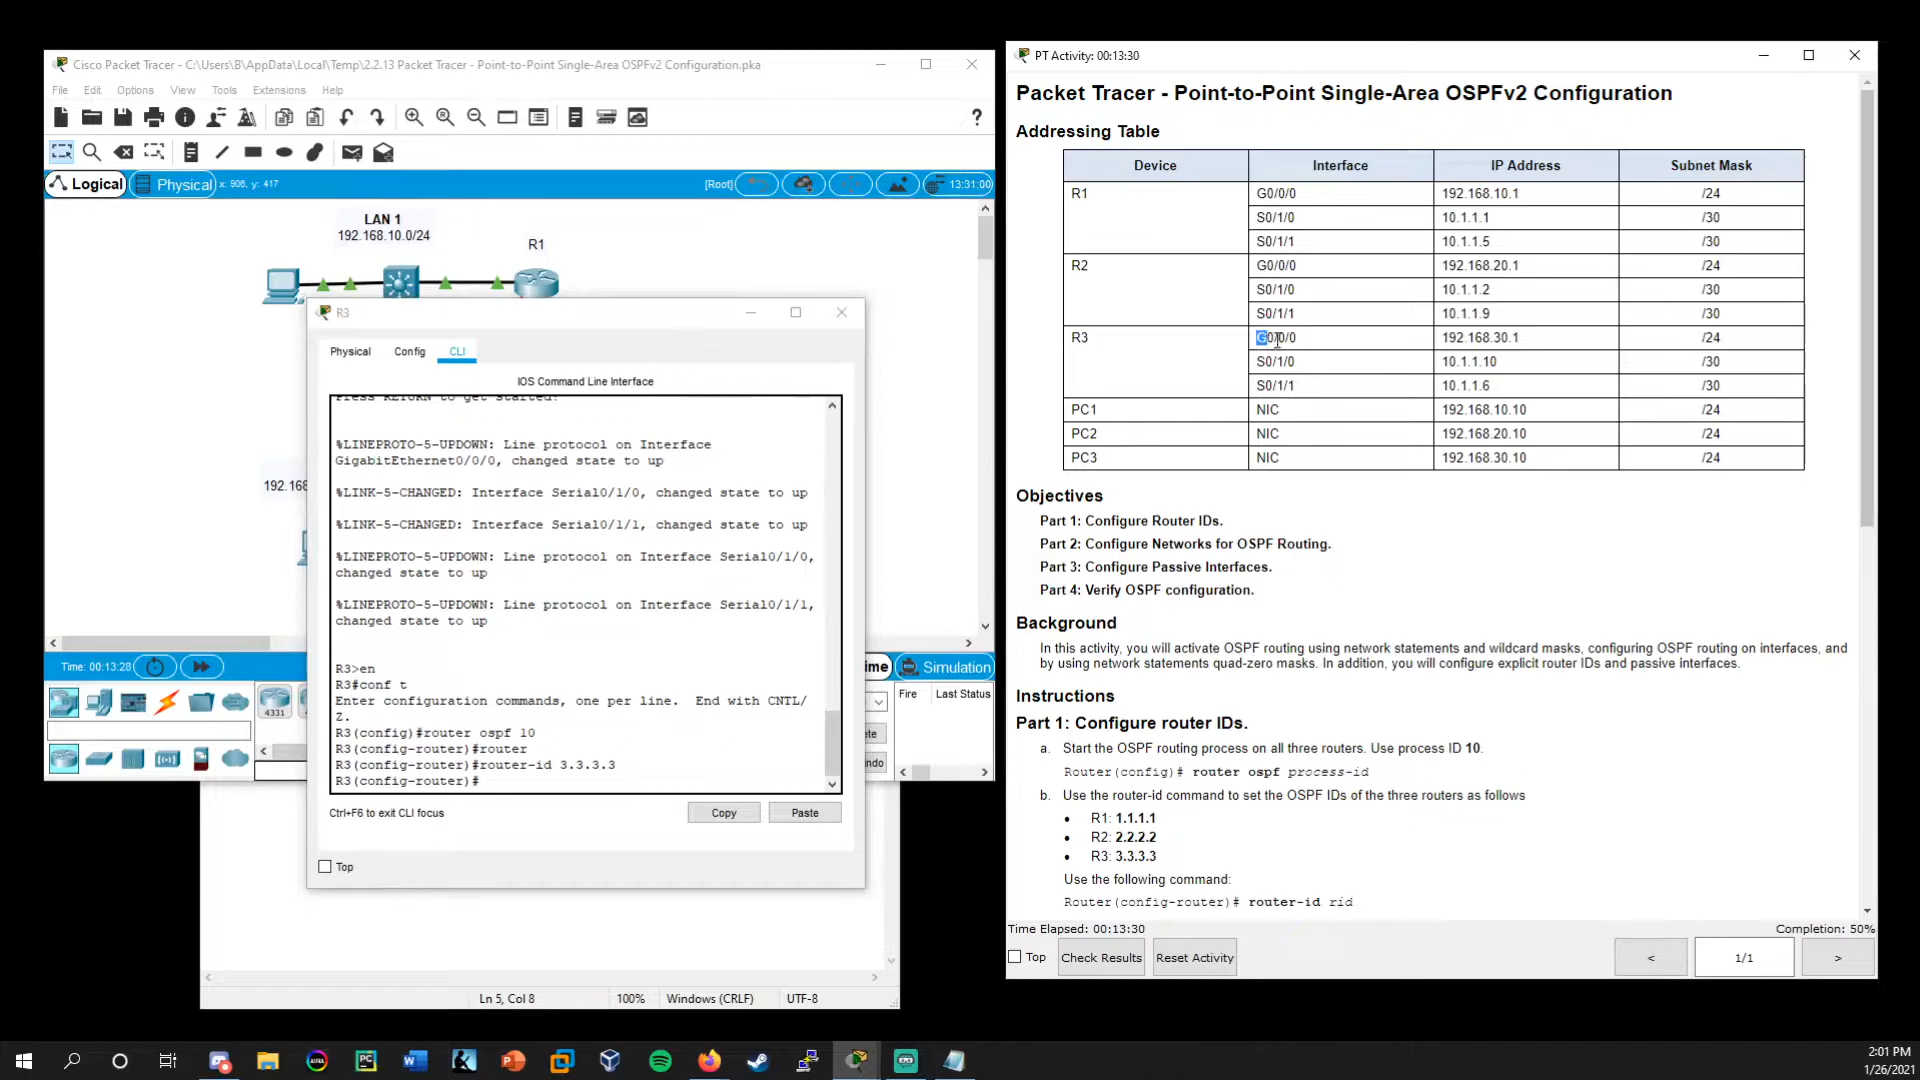 Cisco Packet Tracer - C:\Users\B\AppData\Local\Temp\2.2.13 Packet Tracer - Point-to-Point Single-Area OSPFv2 Configuration.pka
File Edit Options View Tools Extensions Help
Logical Physical x: 906, y: 417 [Root] 13:31:00
LAN 1
192.168.10.0/24
R1
192.168
Time: 00:13:28
ime Simulation
4331
Fire Last Status
ete
undo
R3
Physical Config CLI
IOS Command Line Interface
Press RETURN to get started!
%LINEPROTO-5-UPDOWN: Line protocol on Interface
GigabitEthernet0/0/0, changed state to up
%LINK-5-CHANGED: Interface Serial0/1/0, changed state to up
%LINK-5-CHANGED: Interface Serial0/1/1, changed state to up
%LINEPROTO-5-UPDOWN: Line protocol on Interface Serial0/1/0,
changed state to up
%LINEPROTO-5-UPDOWN: Line protocol on Interface Serial0/1/1,
changed state to up
R3>en
R3#conf t
Enter configuration commands, one per line. End with CNTL/
Z.
R3(config)#router ospf 10
R3(config-router)#router
R3(config-router)#router-id 3.3.3.3
R3(config-router)#
Ctrl+F6 to exit CLI focus
Copy Paste
Top
Ln 5, Col 8 100% Windows (CRLF) UTF-8
PT Activity: 00:13:30
Packet Tracer - Point-to-Point Single-Area OSPFv2 Configuration
Addressing Table
Device Interface IP Address Subnet Mask
R1 G0/0/0 192.168.10.1 /24
S0/1/0 10.1.1.1 /30
S0/1/1 10.1.1.5 /30
R2 G0/0/0 192.168.20.1 /24
S0/1/0 10.1.1.2 /30
S0/1/1 10.1.1.9 /30
R3 G0/0/0 192.168.30.1 /24
S0/1/0 10.1.1.10 /30
S0/1/1 10.1.1.6 /30
PC1 NIC 192.168.10.10 /24
PC2 NIC 192.168.20.10 /24
PC3 NIC 192.168.30.10 /24
Objectives
Part 1: Configure Router IDs.
Part 2: Configure Networks for OSPF Routing.
Part 3: Configure Passive Interfaces.
Part 4: Verify OSPF configuration.
Background
In this activity, you will activate OSPF routing using network statements and wildcard masks, configuring OSPF routing on interfaces, and
by using network statements quad-zero masks. In addition, you will configure explicit router IDs and passive interfaces.
Instructions
Part 1: Configure router IDs.
a. Start the OSPF routing process on all three routers. Use process ID 10.
Router(config)# router ospf process-id
b. Use the router-id command to set the OSPF IDs of the three routers as follows
• R1: 1.1.1.1
• R2: 2.2.2.2
• R3: 3.3.3.3
Use the following command:
Router(config-router)# router-id rid
Time Elapsed: 00:13:30 Completion: 50%
Top Check Results Reset Activity < 1/1 >
2:01 PM
1/26/2021